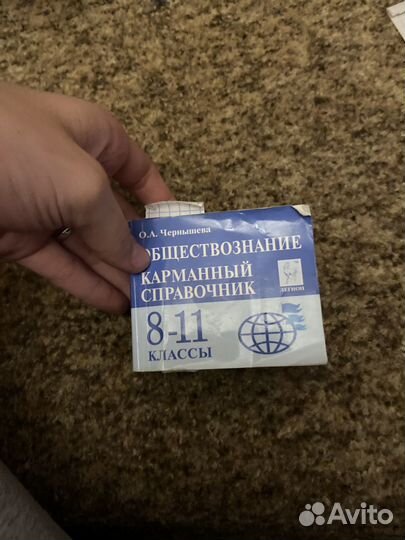 О.А. Чернышева
ОБЩЕСТВОЗНАНИЕ
КАРМАННЫЙ
СПРАВОЧНИК
ЛЕГИОН
8-11
КЛАССЫ
Avito